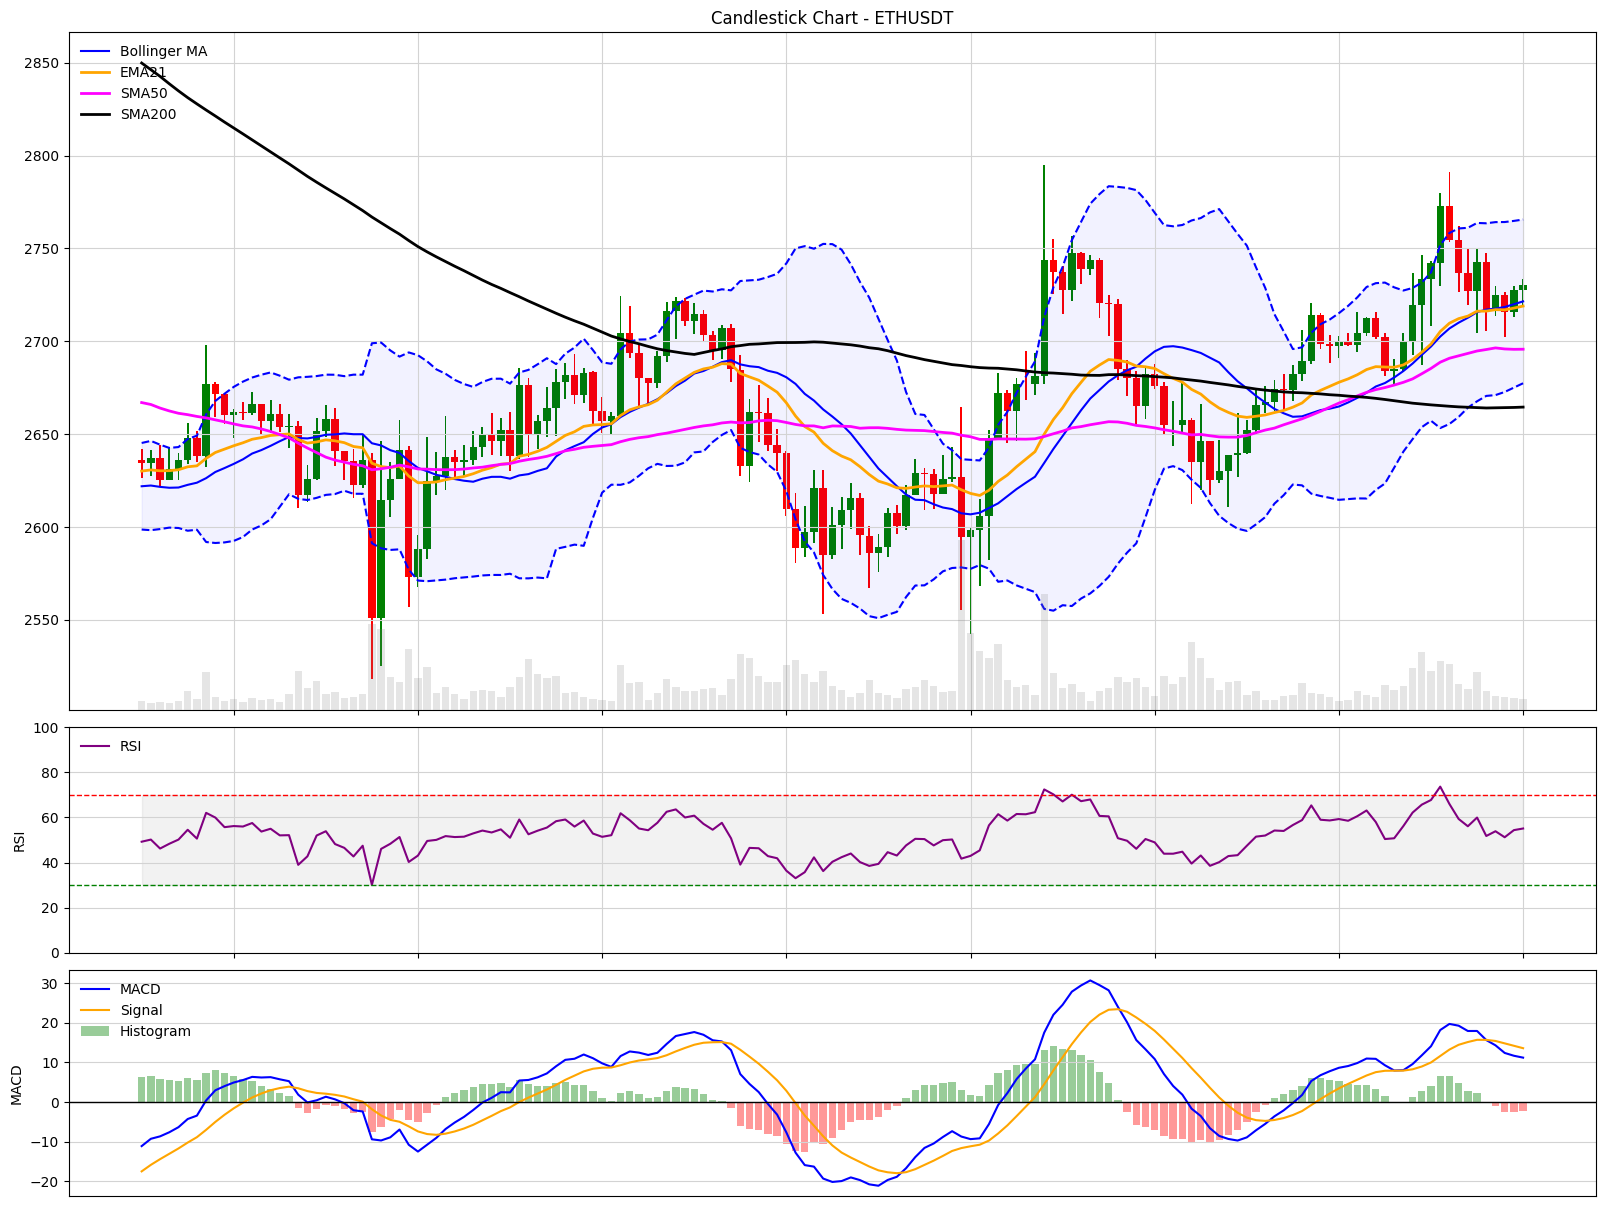 Candlestick Chart - ETHUSDT
Bollinger MA
EMA21
SMA50
SMA200
2850
2800
2750
2700
2650
2600
2550
RSI
100
80
60
40
20
0
RSI
MACD
Signal
Histogram
30
20
10
0
−10
−20
MACD